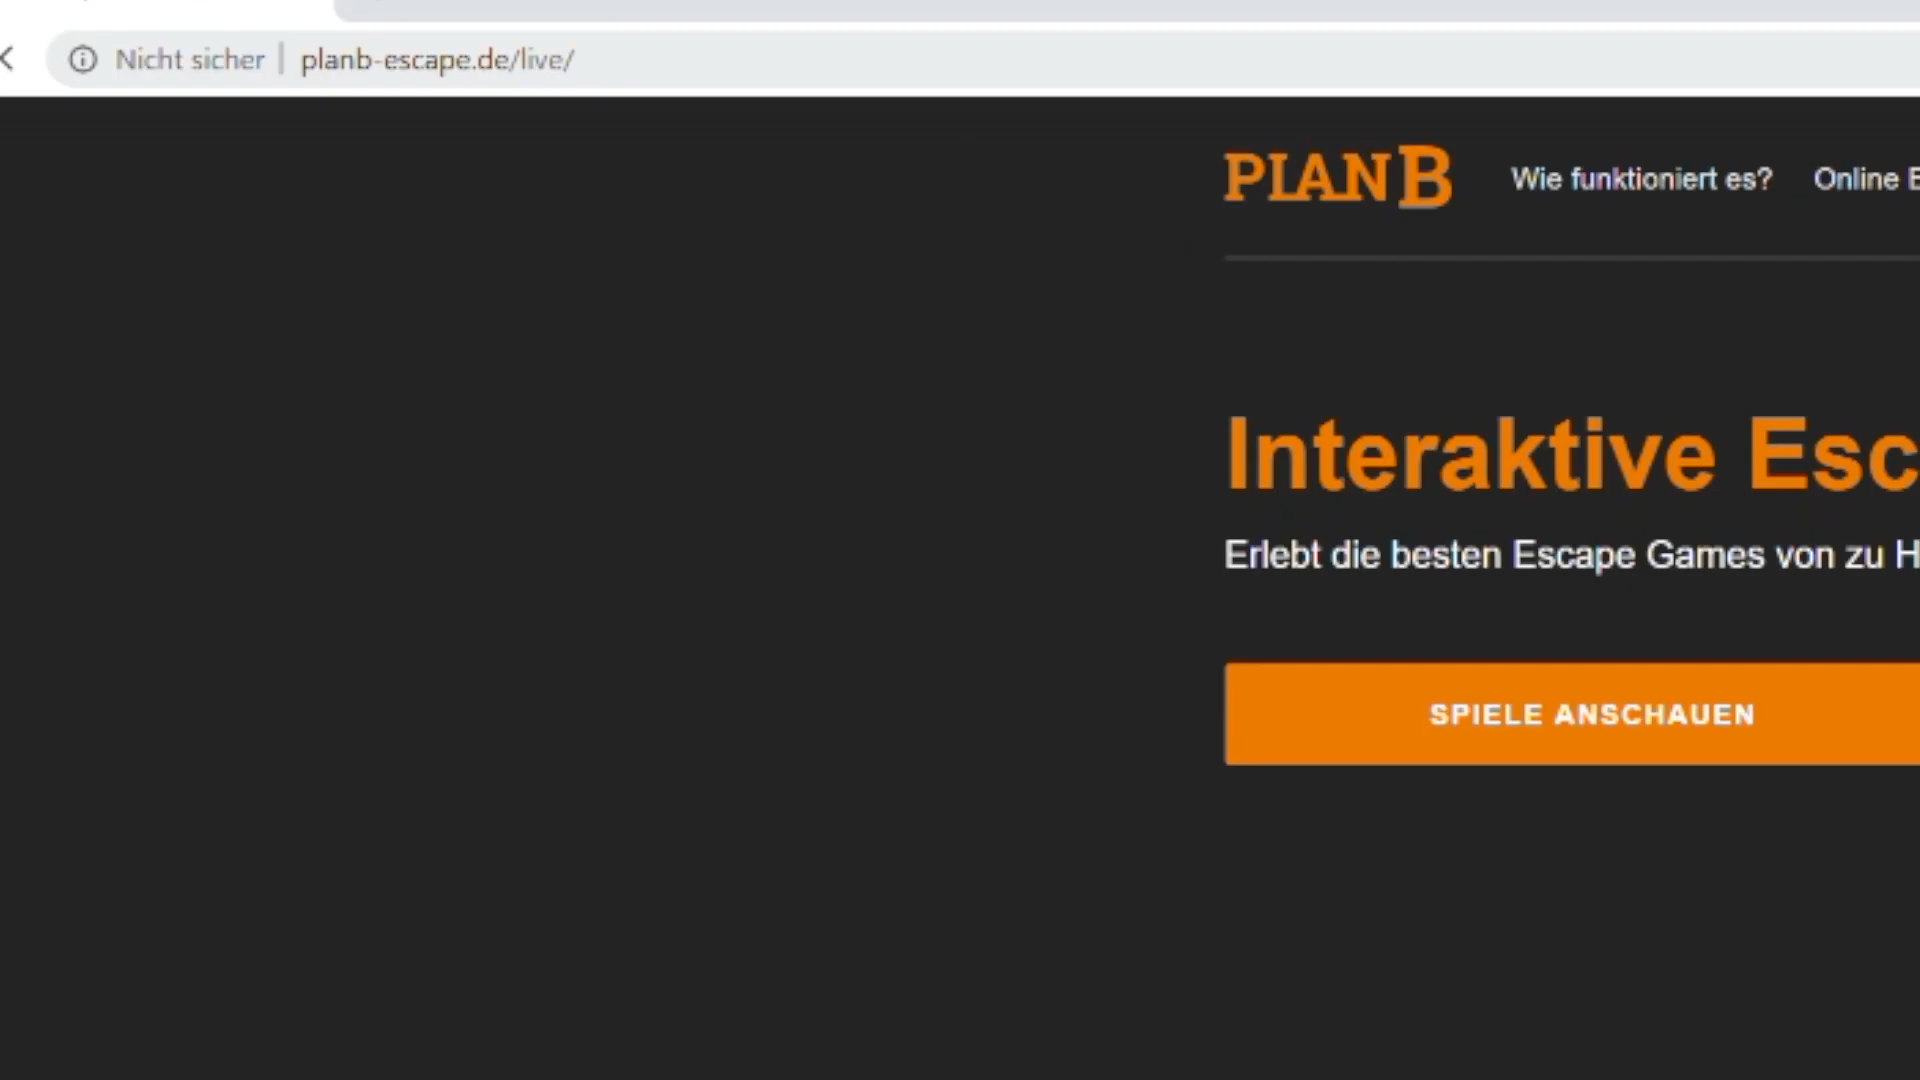 Nicht sicher | planb-escape.de/live/
PLAN B Wie funktioniert es? Online
Interaktive Esc
Erlebt die besten Escape Games von zu H
SPIELE ANSCHAUEN